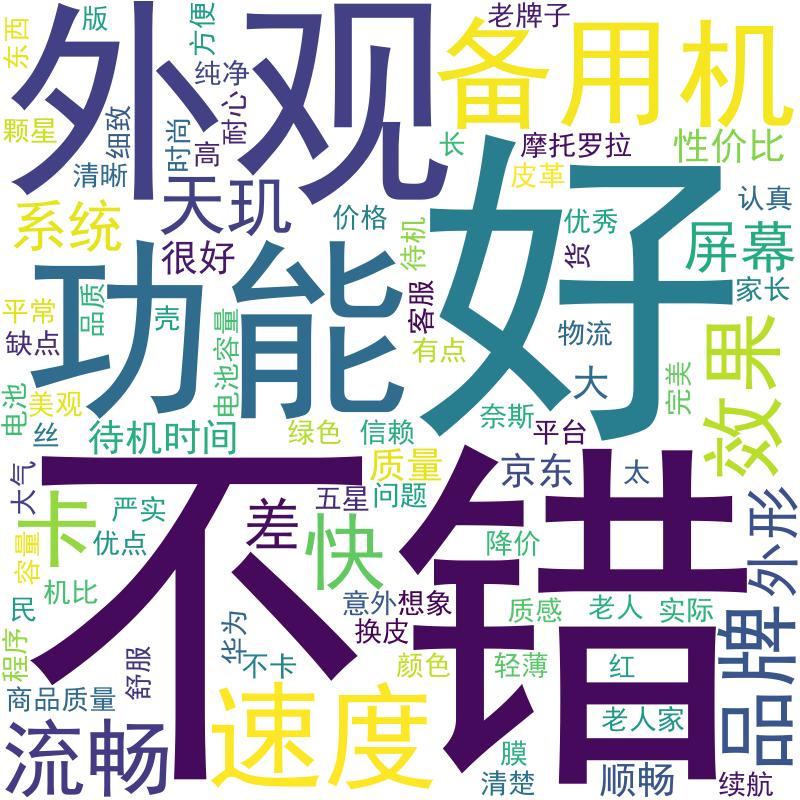 东西
版
方便
老牌子
外观
备用机
颗星
清晰
细致
纯净
耐心
时尚
高
长
摩托罗拉
性价比
皮革
系统
天玑
价格
待机
优秀
货
认真
很好
屏幕
家长
功能
好
平常
品质
壳
客服
缺点
电池容量
有点
物流
效果
大
完美
电池
美观
丝
待机时间
绿色
信赖
奈斯
平台
大气
质量
京东
太
不错
卡
严实
差
五星
问题
外形
容量
优点
快
降价
机比
民
意外
想象
质感
老人
实际
程序
华为
换皮
品牌
舒服
不卡
颜色
轻薄
红
商品质量
速度
老人家
流畅
膜
清楚
顺畅
续航